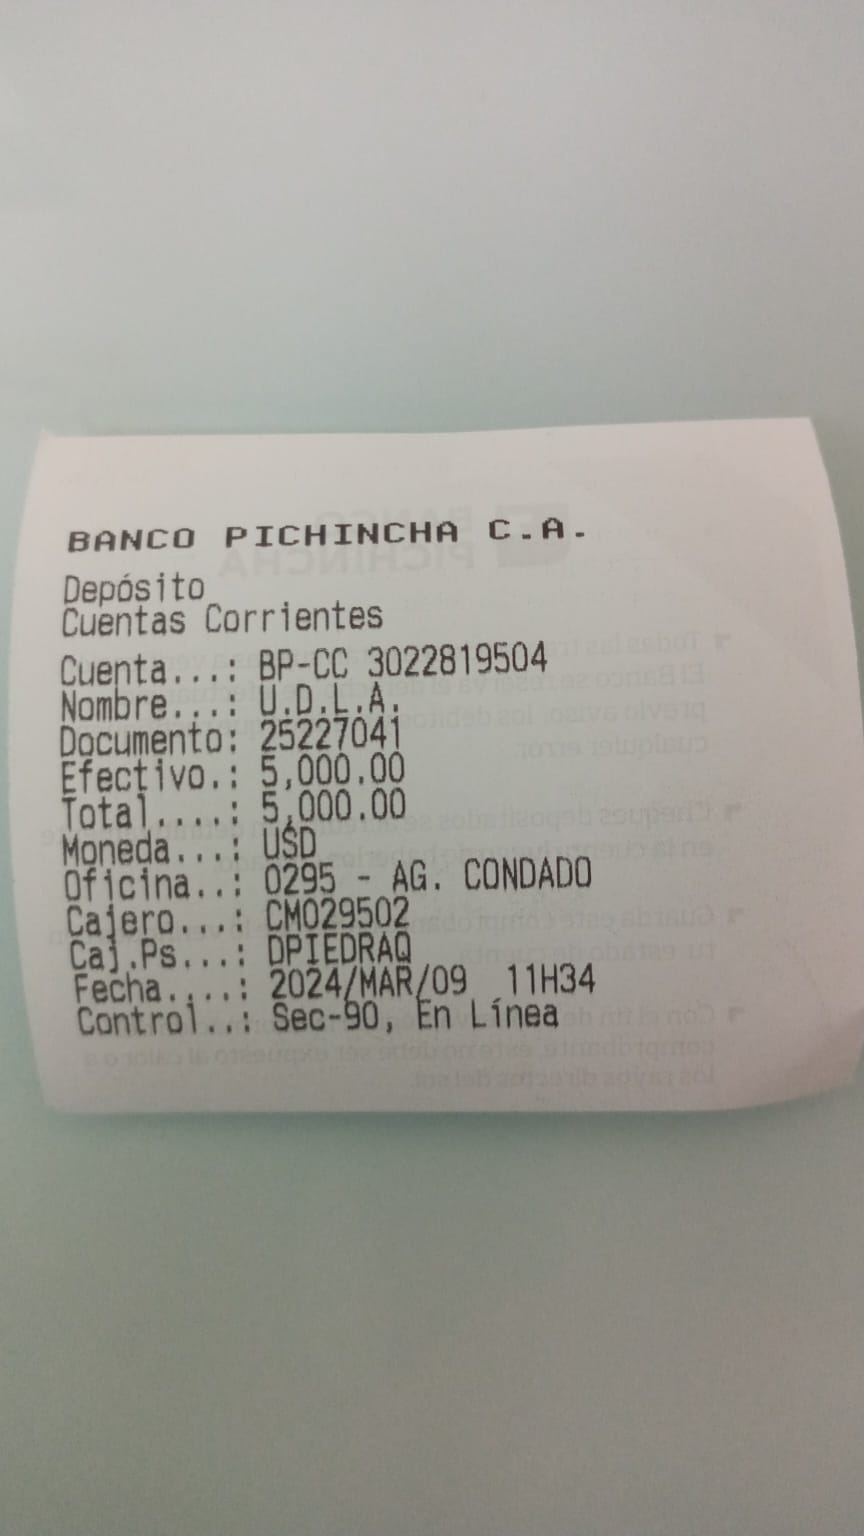 BANCO PICHINCHA C.A.
Depósito
Cuentas Corrientes
Cuenta...: BP-CC 3022819504
Nombre...: U.D.L.A.
Documento: 25227041
Efectivo.: 5,000.00
Total....: 5,000.00
Moneda...: USD
Oficina..: 0295 - AG. CONDADO
Cajero...: CM029502
Caj.Ps...: DPIEDRAQ
Fecha....: 2024/MAR/09 11H34
Control..: Sec-90, En Línea